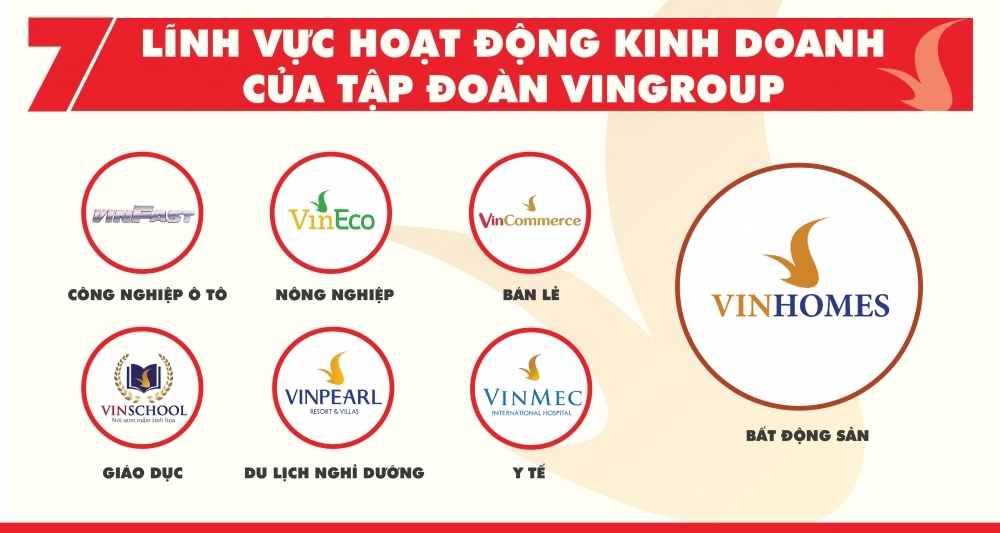 7 LĨNH VỰC HOẠT ĐỘNG KINH DOANH
CỦA TẬP ĐOÀN VINGROUP
VINFAST
CÔNG NGHIỆP Ô TÔ
VinEco
NÔNG NGHIỆP
VinCommerce
BÁN LẺ
VINHOMES
BẤT ĐỘNG SẢN
VINSCHOOL
Nơi ươm mầm tinh hoa
GIÁO DỤC
VINPEARL
RESORT & VILLAS
DU LỊCH NGHỈ DƯỠNG
VINMEC
INTERNATIONAL HOSPITAL
Y TẾ